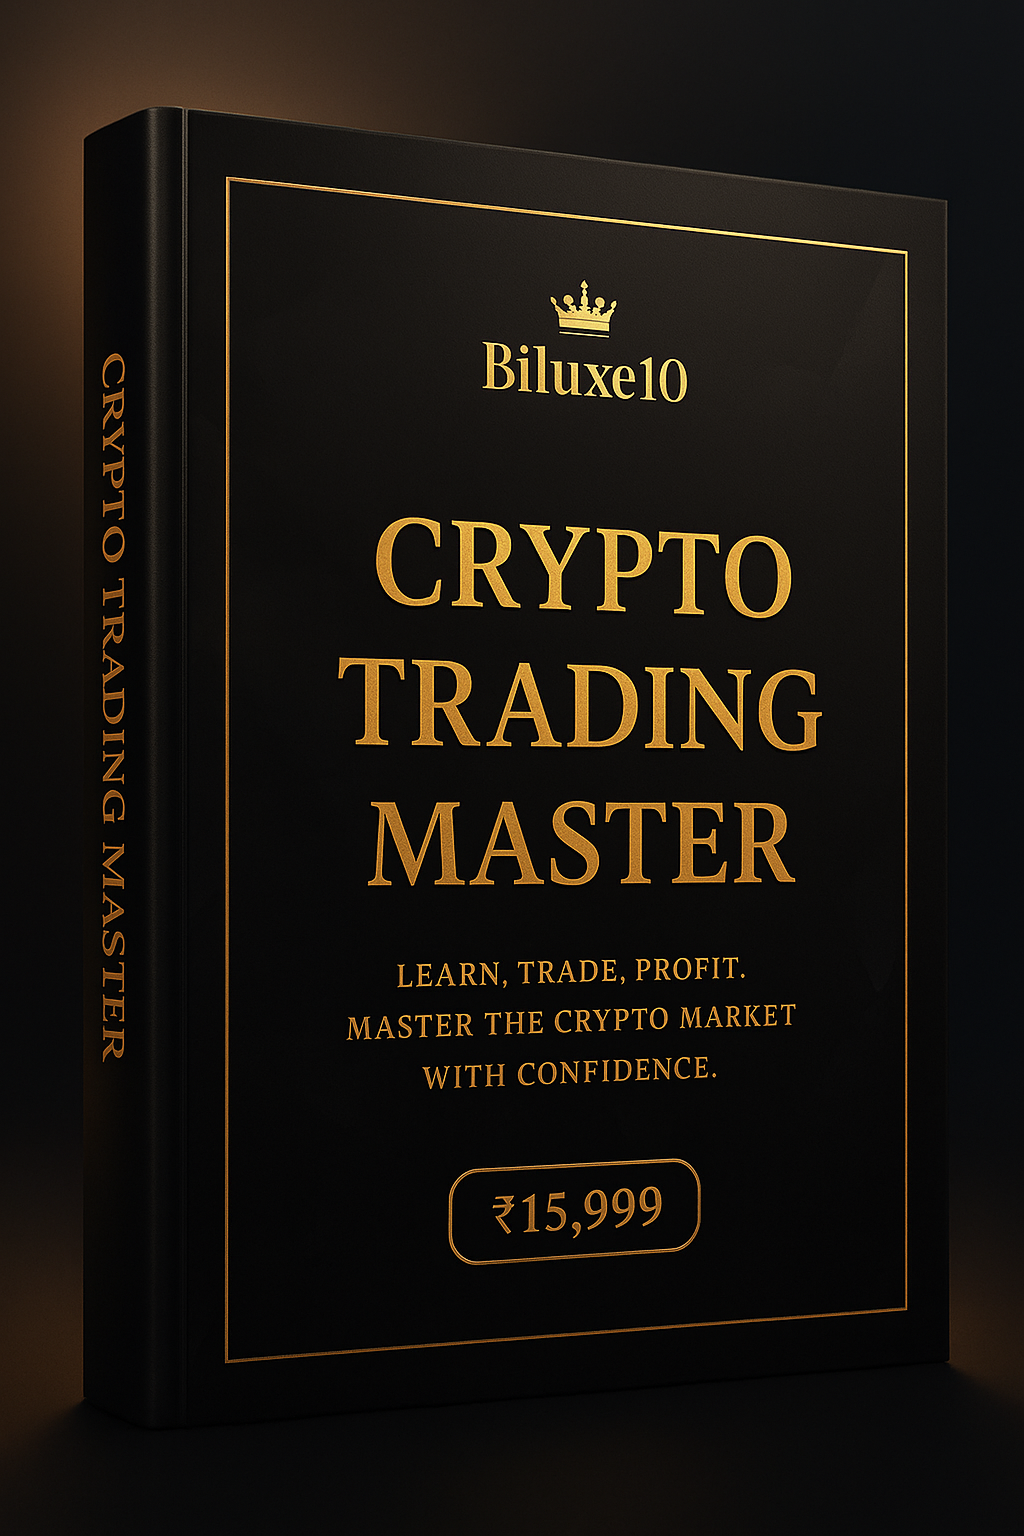 CRYPTO TRADING MASTER
Biluxe10
CRYPTO
TRADING
MASTER
LEARN, TRADE, PROFIT.
MASTER THE CRYPTO MARKET
WITH CONFIDENCE.
₹15,999